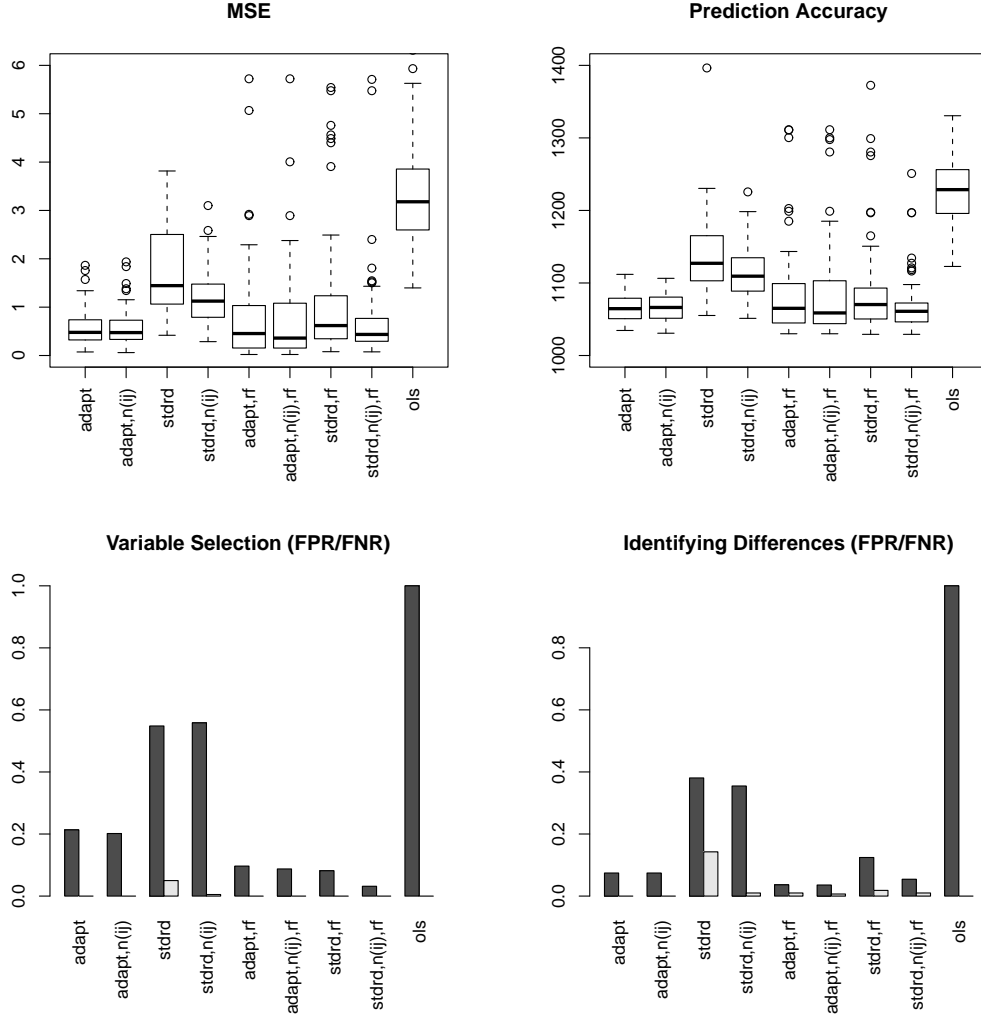 MSE
6
5
4
3
2
1
0
adapt
adapt,n(ij)
stdrd
stdrd,n(ij)
adapt,rf
adapt,n(ij),rf
stdrd,rf
stdrd,n(ij),rf
ols
Prediction Accuracy
1400
1300
1200
1100
1000
adapt
adapt,n(ij)
stdrd
stdrd,n(ij)
adapt,rf
adapt,n(ij),rf
stdrd,rf
stdrd,n(ij),rf
ols
Variable Selection (FPR/FNR)
1.0
0.8
0.6
0.4
0.2
0.0
adapt
adapt,n(ij)
stdrd
stdrd,n(ij)
adapt,rf
adapt,n(ij),rf
stdrd,rf
stdrd,n(ij),rf
ols
Identifying Differences (FPR/FNR)
0.8
0.6
0.4
0.2
0.0
adapt
adapt,n(ij)
stdrd
stdrd,n(ij)
adapt,rf
adapt,n(ij),rf
stdrd,rf
stdrd,n(ij),rf
ols